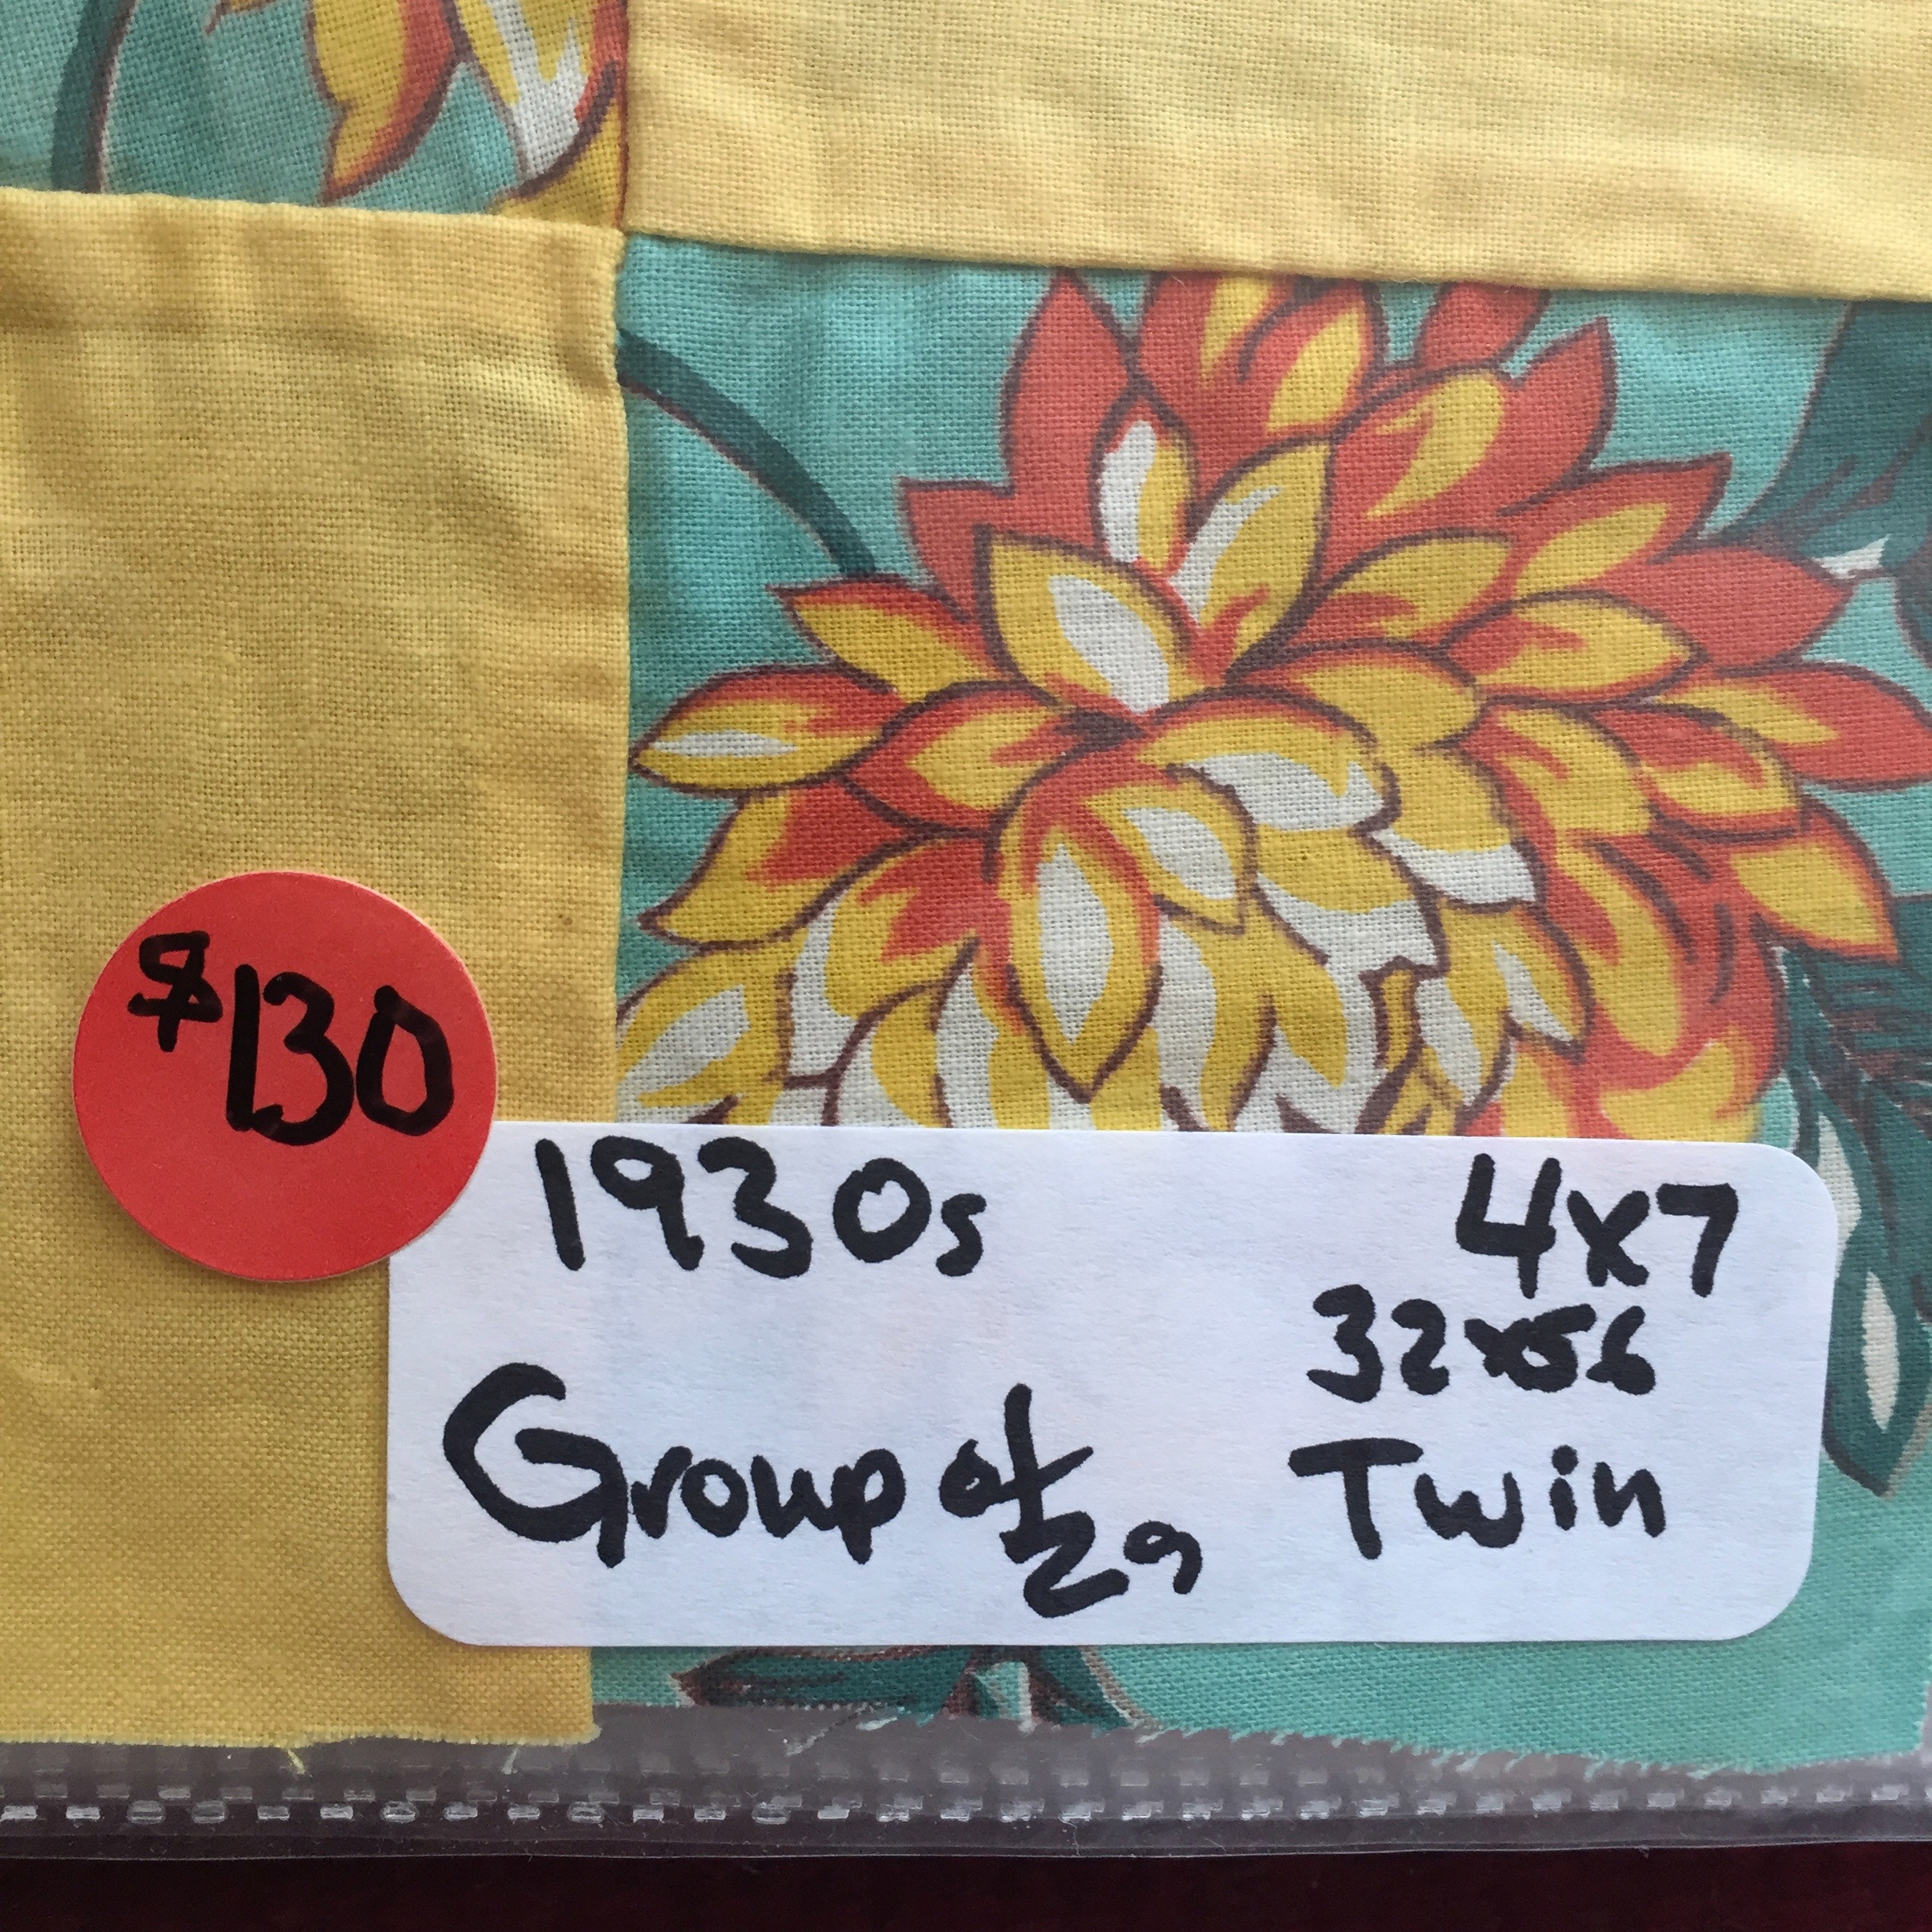 $130
1930s
Group of
29
4x7
32x56
Twin